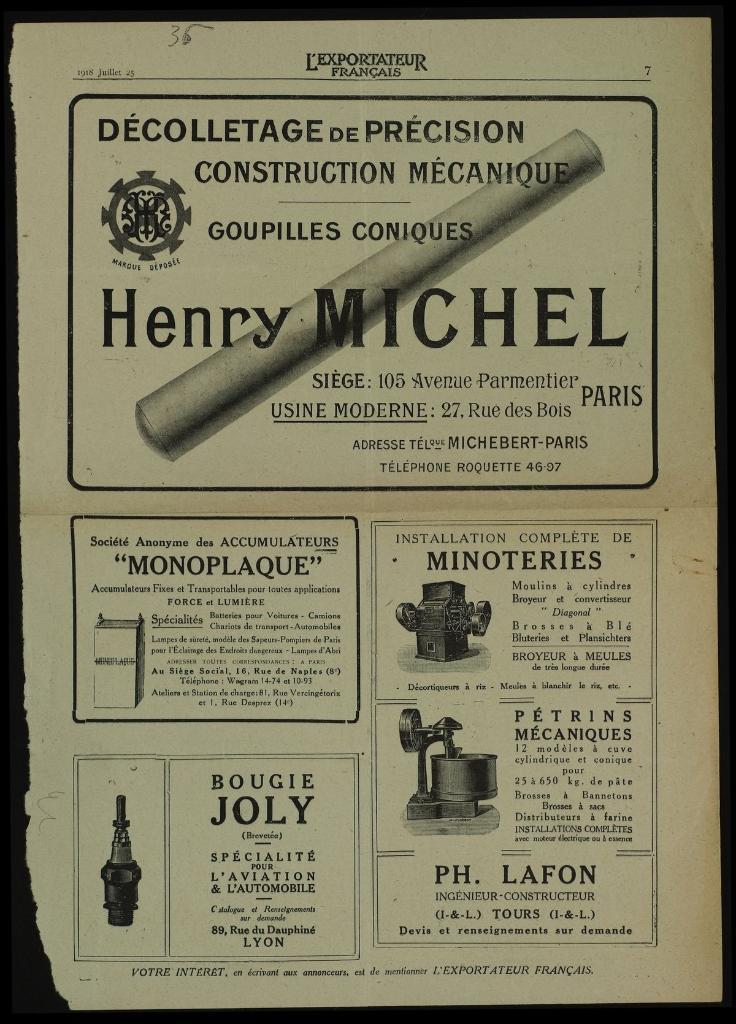 35
1918 Juillet 25
L'EXPORTATEUR
FRANÇAIS
7
DÉCOLLETAGE DE PRÉCISION
CONSTRUCTION MÉCANIQUE
GOUPILLES CONIQUES
MARQUE DÉPOSÉE
Henry MICHEL
SIÈGE: 105 Avenue Parmentier
USINE MODERNE: 27, Rue des Bois
PARIS
ADRESSE TÉLQUE MICHEBERT-PARIS
TÉLÉPHONE ROQUETTE 46-97
Société Anonyme des ACCUMULATEURS
"MONOPLAQUE"
Accumulateurs Fixes et Transportables pour toutes applications
FORCE et LUMIÈRE
Spécialités
Batteries pour Voitures - Camions
Chariots de transport - Automobiles
Lampes de sûreté, modèle des Sapeurs-Pompiers de Paris
pour l'Éclairage des Endroits dangereux - Lampes d'Abri
ADRESSER TOUTES CORRESPONDANCES: A PARIS
Au Siège Social, 16, Rue de Naples (8e)
Téléphone: Wagram 14-74 et 10-93
Ateliers et Station de charge: 81, Rue Vercingétorix
et 1, Rue Desprez (14e)
MONOPLAQUE
INSTALLATION COMPLÈTE DE
MINOTERIES
Moulins à cylindres
Broyeur et convertisseur
" Diagonal "
Brosses à Blé
Bluteries et Plansichters
BROYEUR à MEULES
de très longue durée
- Décortiqueurs à riz - Meules à blanchir le riz, etc. -
PÉTRINS
MÉCANIQUES
12 modèles à cuve
cylindrique et conique
pour
25 à 650 kg. de pâte
Brosses à Bannetons
Brosses à sacs
Distributeurs à farine
INSTALLATIONS COMPLÈTES
avec moteur électrique ou à essence
PH. LAFON
INGÉNIEUR-CONSTRUCTEUR
(I-&-L.) TOURS (I-&-L.)
Devis et renseignements sur demande
BOUGIE
JOLY
(Brevetée)
SPÉCIALITÉ
POUR
L'AVIATION
& L'AUTOMOBILE
Catalogue et Renseignements
sur demande
89, Rue du Dauphiné
LYON
VOTRE INTÉRÊT, en écrivant aux annonceurs, est de mentionner L'EXPORTATEUR FRANÇAIS.